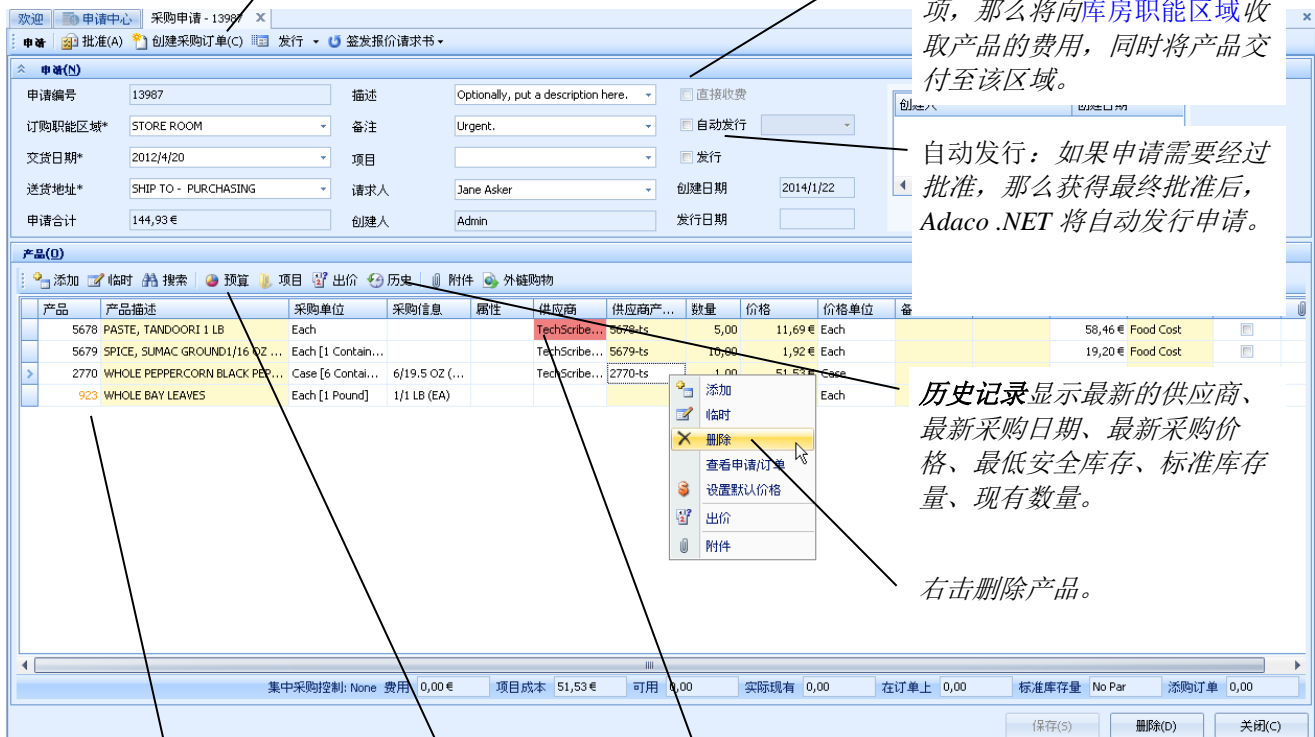 欢迎 申请中心 采购申请 - 13987 X
申请 批准(A) 创建采购订单(C) 发行 签发报价请求书
申请(N)
申请编号 13987 描述 Optionally, put a description here. 直接收费
订购职能区域* STORE ROOM 备注 Urgent. 自动发行
交货日期* 2012/4/20 项目 发行
送货地址* SHIP TO - PURCHASING 请求人 Jane Asker 创建日期 2014/1/22
申请合计 144,93 € 创建人 Admin 发行日期
项，那么将向库房职能区域收
取产品的费用，同时将产品交
付至该区域。
创建人 创建日期
自动发行：如果申请需要经过
批准，那么获得最终批准后，
Adaco .NET 将自动发行申请。
产品(O)
添加 临时 搜索 预算 项目 出价 历史 附件 外链购物
产品 产品描述 采购单位 采购信息 属性 供应商 供应商产... 数量 价格 价格单位 备
5678 PASTE, TANDOORI 1 LB Each TechScribe... 5678-ts 5,00 11,69 € Each 58,46 € Food Cost
5679 SPICE, SUMAC GROUND1/16 OZ ... Each [1 Contain... TechScribe... 5679-ts 10,00 1,92 € Each 19,20 € Food Cost
2770 WHOLE PEPPERCORN BLACK PEP... Case [6 Contai... 6/19.5 OZ (... TechScribe... 2770-ts 1,00 51,53 € Case
923 WHOLE BAY LEAVES Each [1 Pound] 1/1 LB (EA) Each
添加
临时
删除
查看申请/订单
设置默认价格
出价
附件
历史记录显示最新的供应商、
最新采购日期、最新采购价
格、最低安全库存、标准库存
量、现有数量。
右击删除产品。
集中采购控制: None 费用 0,00 € 项目成本 51,53 € 可用 0,00 实际现有 0,00 在订单上 0,00 标准库存量 No Par 添购订单 0,00
保存(S) 删除(D) 关闭(C)